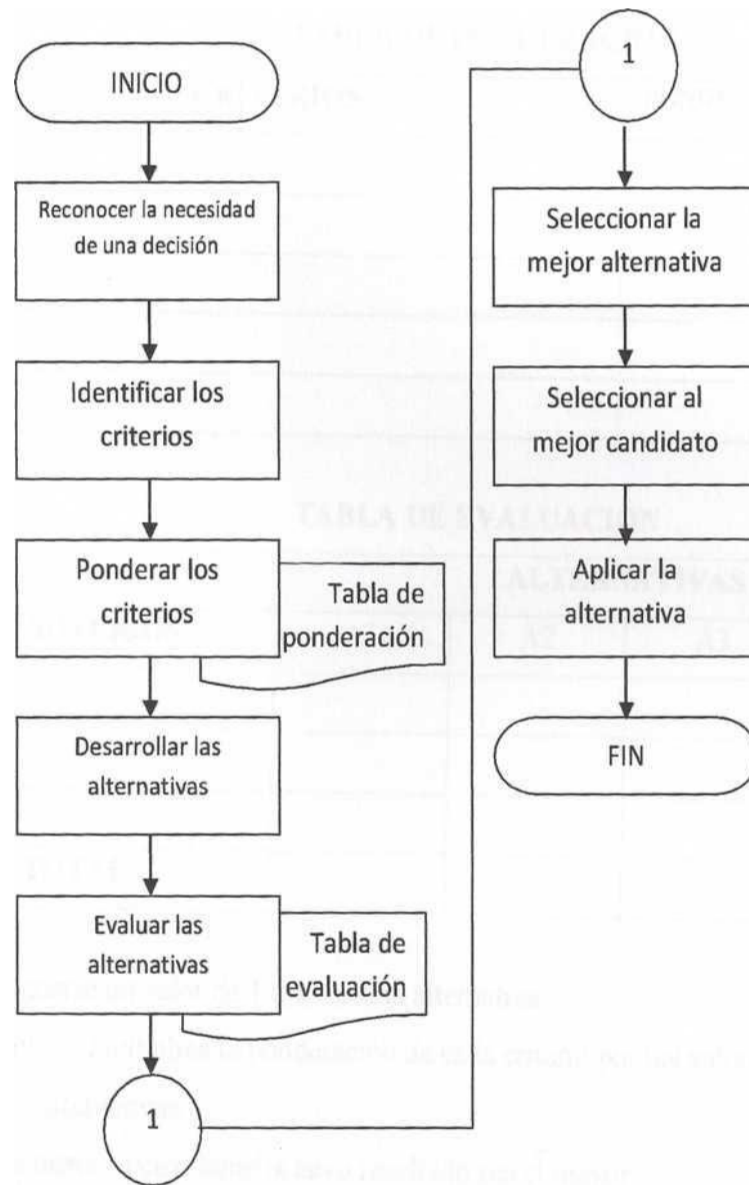 INICIO
Reconocer la necesidad
de una decisión
Identificar los
criterios
Ponderar los
criterios
Tabla de
ponderación
Desarrollar las
alternativas
Evaluar las
alternativas
Tabla de
evaluación
1
1
Seleccionar la
mejor alternativa
Seleccionar al
mejor candidato
Aplicar la
alternativa
FIN
TABLA DE EVALUACION
ALTERNATIVAS
A2
A1